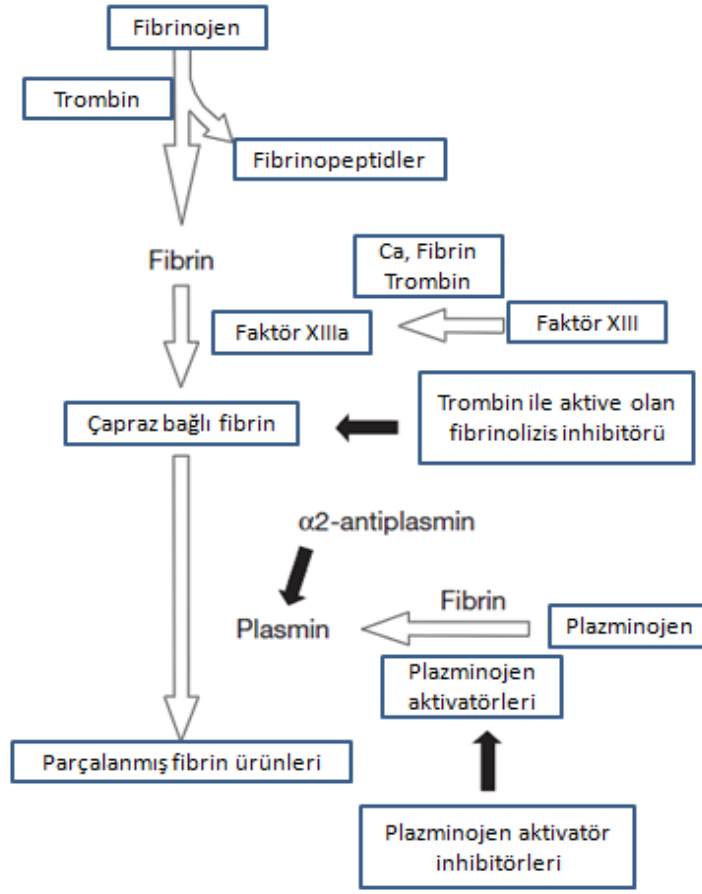 Fibrinojen
Trombin
Fibrinopeptidler
Fibrin
Ca, Fibrin
Trombin
Faktör XIIIa
Faktör XIII
Çapraz bağlı fibrin
Trombin ile aktive olan
fibrinolizis inhibitörü
α2-antiplasmin
Plasmin
Fibrin
Plazminojen
Plazminojen
aktivatörleri
Parçalanmış fibrin ürünleri
Plazminojen aktivatör
inhibitörleri